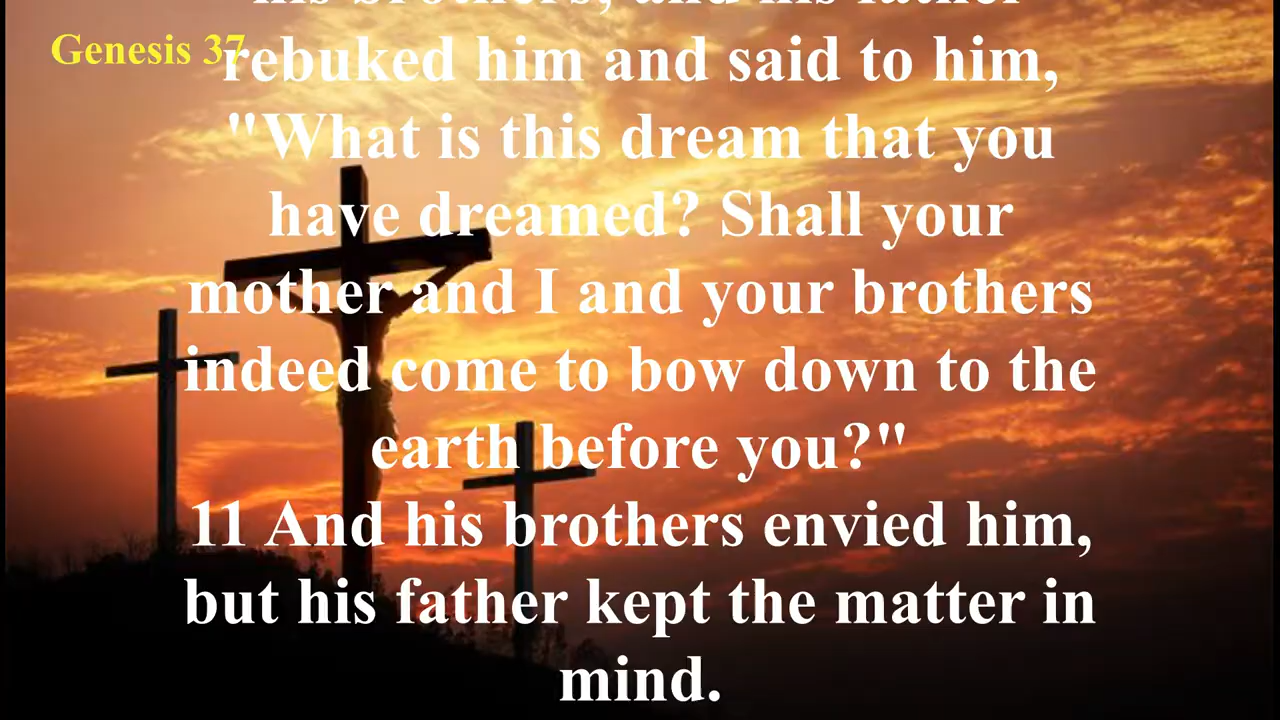 his brothers, and his father
Genesis 37
rebuked him and said to him,
"What is this dream that you
have dreamed? Shall your
mother and I and your brothers
indeed come to bow down to the
earth before you?"
11 And his brothers envied him,
but his father kept the matter in
mind.